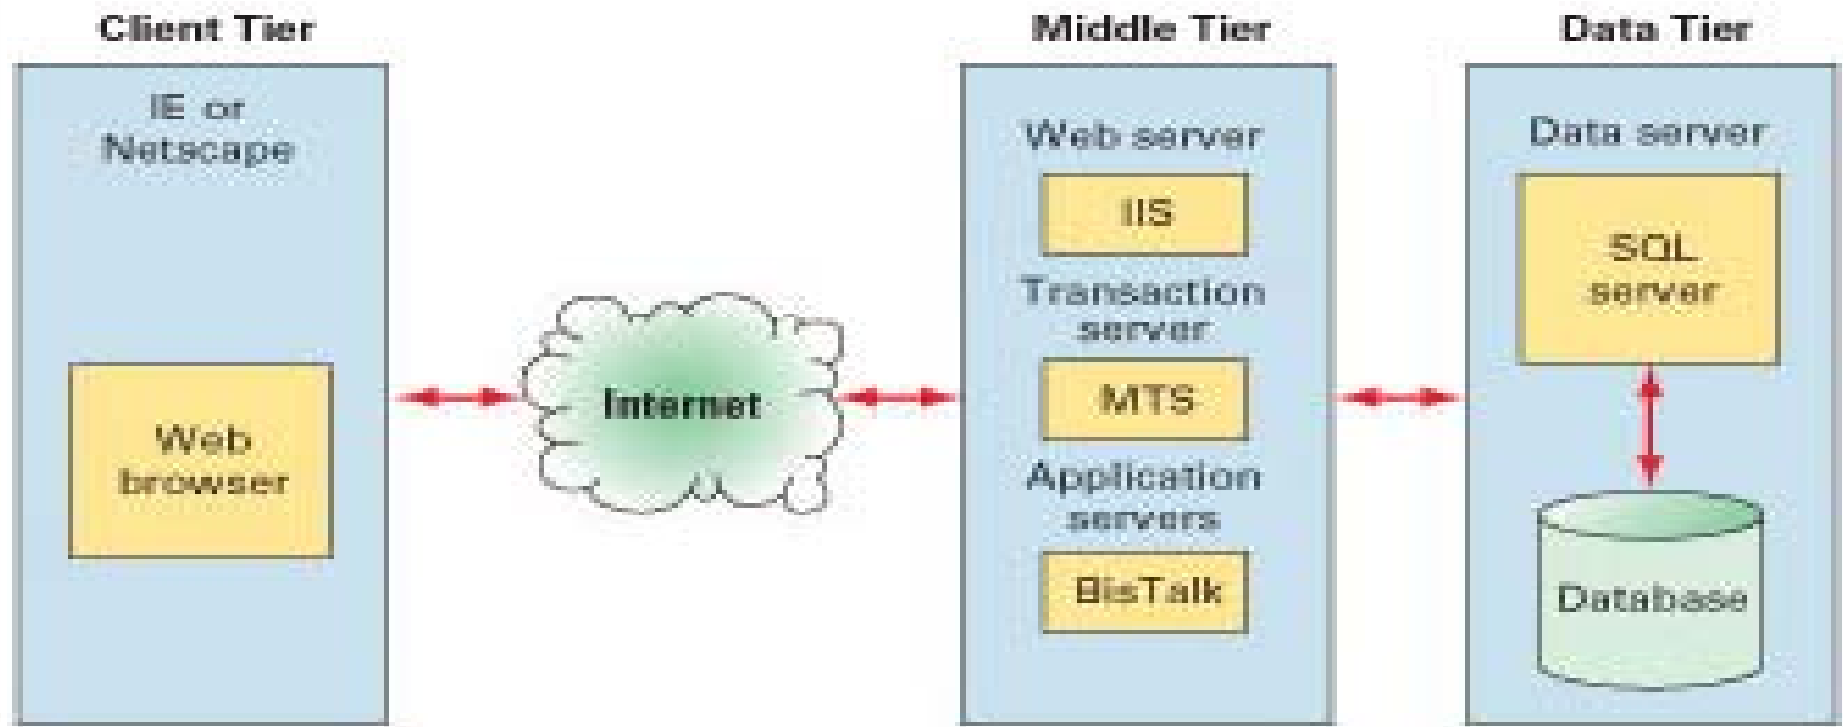 Client Tier
IE or
Netscape
Web
browser
Internet
Middle Tier
Web server
IIS
Transaction
server
MTS
Application
servers
BisTalk
Data Tier
Data server
SQL
server
Database